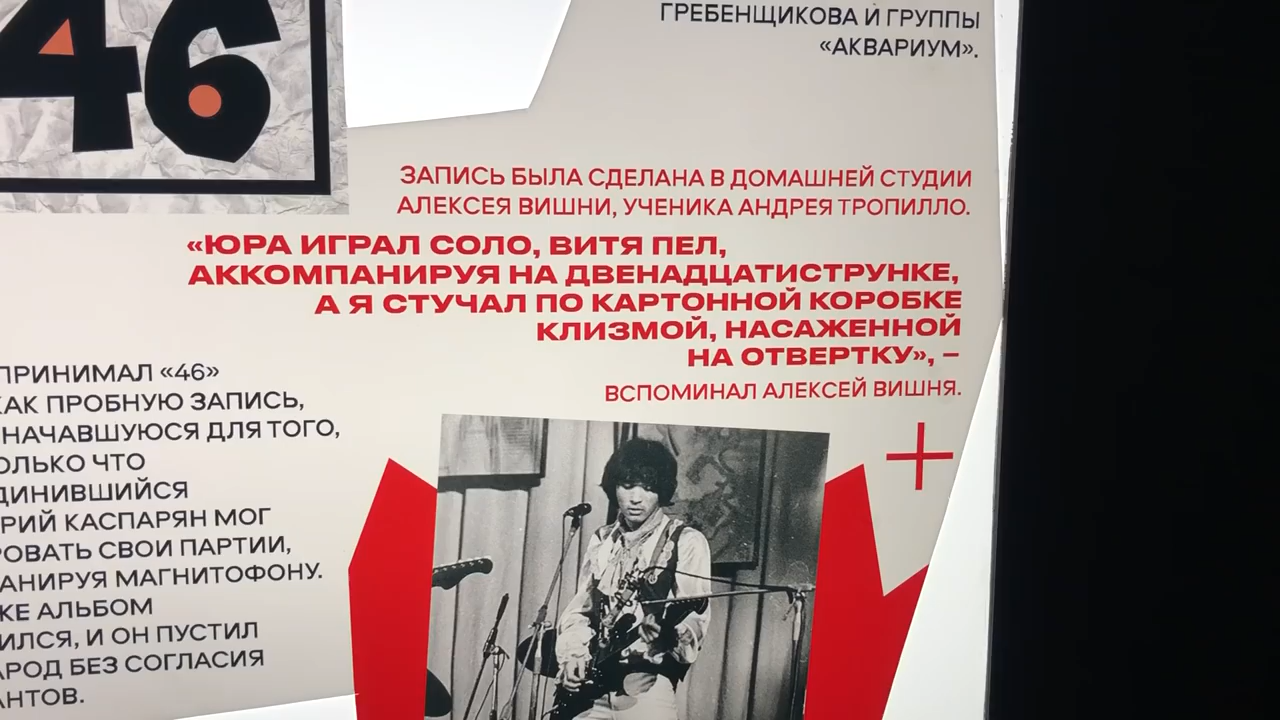 46
ГРЕБЕНЩИКОВА И ГРУППЫ
«АКВАРИУМ».
ЗАПИСЬ БЫЛА СДЕЛАНА В ДОМАШНЕЙ СТУДИИ
АЛЕКСЕЯ ВИШНИ, УЧЕНИКА АНДРЕЯ ТРОПИЛЛО.
«ЮРА ИГРАЛ СОЛО, ВИТЯ ПЕЛ,
АККОМПАНИРУЯ НА ДВЕНАДЦАТИСТРУНКЕ,
А Я СТУЧАЛ ПО КАРТОННОЙ КОРОБКЕ
КЛИЗМОЙ, НАСАЖЕННОЙ
НА ОТВЕРТКУ», –
ВСПОМИНАЛ АЛЕКСЕЙ ВИШНЯ.
ПРИНИМАЛ «46»
КАК ПРОБНУЮ ЗАПИСЬ,
НАЧАВШУЮСЯ ДЛЯ ТОГО,
ОЛЬКО ЧТО
ДИНИВШИЙСЯ
РИЙ КАСПАРЯН МОГ
РОВАТЬ СВОИ ПАРТИИ,
АНИРУЯ МАГНИТОФОНУ.
КЕ АЛЬБОМ
ИЛСЯ, И ОН ПУСТИЛ
АРОД БЕЗ СОГЛАСИЯ
АНТОВ.